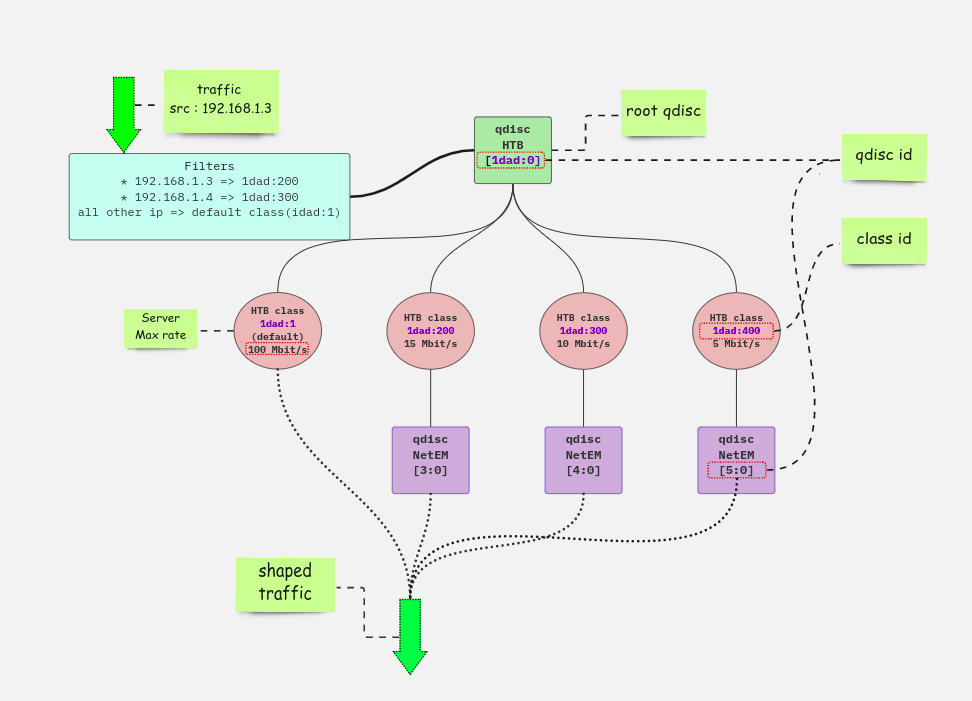 traffic
src : 192.168.1.3
root qdisc
qdisc
HTB
[1dad:0]
qdisc id
Filters
* 192.168.1.3 => 1dad:200
* 192.168.1.4 => 1dad:300
all other ip => default class(idad:1)
class id
Server
Max rate
HTB class
1dad:1
(default)
100 Mbit/s
HTB class
1dad:200
15 Mbit/s
HTB class
1dad:300
10 Mbit/s
HTB class
1dad:400
5 Mbit/s
qdisc
NetEM
[3:0]
qdisc
NetEM
[4:0]
qdisc
NetEM
[5:0]
shaped
traffic